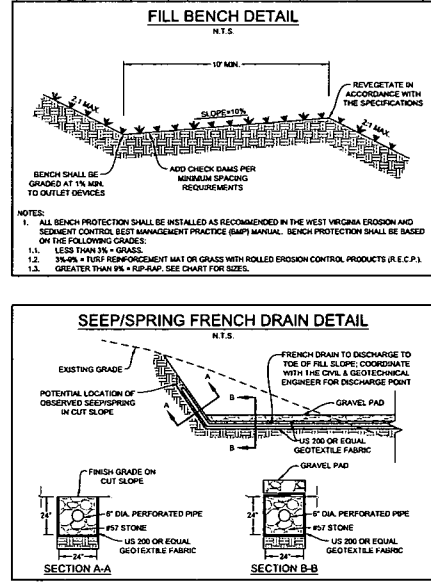 FILL BENCH DETAIL
N.T.S.
10' MIN.
2:1 MAX.
SLOPE=10%
REVEGETATE IN
ACCORDANCE WITH
THE SPECIFICATIONS
2:1 MAX.
BENCH SHALL BE
GRADED AT 1% MIN.
TO OUTLET DEVICES
ADD CHECK DAMS PER
MINIMUM SPACING
REQUIREMENTS
NOTES:
1. ALL BENCH PROTECTION SHALL BE INSTALLED AS RECOMMENDED IN THE WEST VIRGINIA EROSION AND
SEDIMENT CONTROL BEST MANAGEMENT PRACTICE (BMP) MANUAL. BENCH PROTECTION SHALL BE BASED
ON THE FOLLOWING GRADES:
1.1. LESS THAN 3% = GRASS.
1.2. 3%-9% = TURF REINFORCEMENT MAT OR GRASS WITH ROLLED EROSION CONTROL PRODUCTS (R.E.C.P.).
1.3. GREATER THAN 9% = RIP-RAP. SEE CHART FOR SIZES.
SEEP/SPRING FRENCH DRAIN DETAIL
N.T.S.
EXISTING GRADE
FRENCH DRAIN TO DISCHARGE TO
TOE OF FILL SLOPE; COORDINATE
WITH THE CIVIL & GEOTECHNICAL
ENGINEER FOR DISCHARGE POINT
POTENTIAL LOCATION OF
OBSERVED SEEP/SPRING
IN CUT SLOPE
A
A
B
B
GRAVEL PAD
US 200 OR EQUAL
GEOTEXTILE FABRIC
FINISH GRADE ON
CUT SLOPE
24"
6" DIA. PERFORATED PIPE
#57 STONE
US 200 OR EQUAL
GEOTEXTILE FABRIC
24"
SECTION A-A
GRAVEL PAD
24"
6" DIA. PERFORATED PIPE
#57 STONE
US 200 OR EQUAL
GEOTEXTILE FABRIC
24"
SECTION B-B